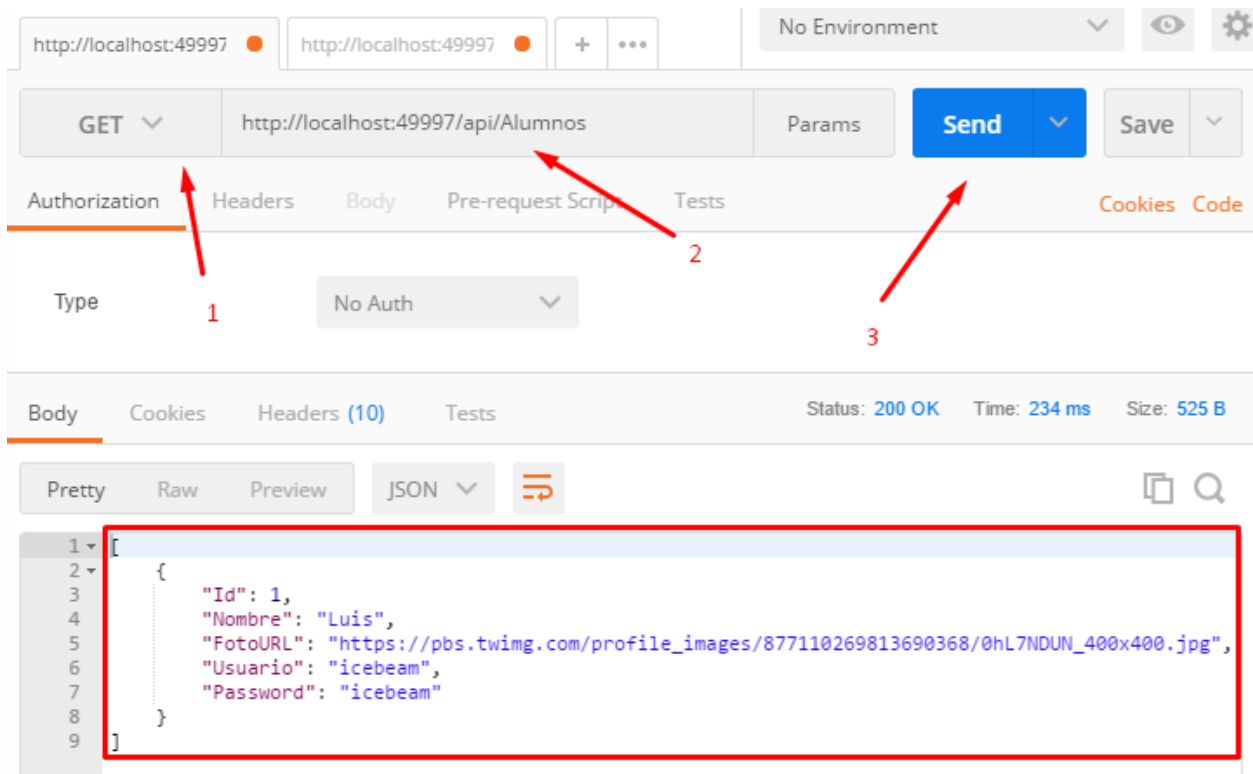 http://localhost:49997
http://localhost:49997
+
No Environment
GET
http://localhost:49997/api/Alumnos
Params
Send
Save
Authorization
Headers
Body
Pre-request Script
Tests
Cookies
Code
1
2
3
Type
No Auth
Body
Cookies
Headers (10)
Tests
Status: 200 OK
Time: 234 ms
Size: 525 B
Pretty
Raw
Preview
JSON
1 [
2 {
3 "Id": 1,
4 "Nombre": "Luis",
5 "FotoURL": "https://pbs.twimg.com/profile_images/877110269813690368/0hL7NDUN_400x400.jpg",
6 "Usuario": "icebeam",
7 "Password": "icebeam"
8 }
9 ]